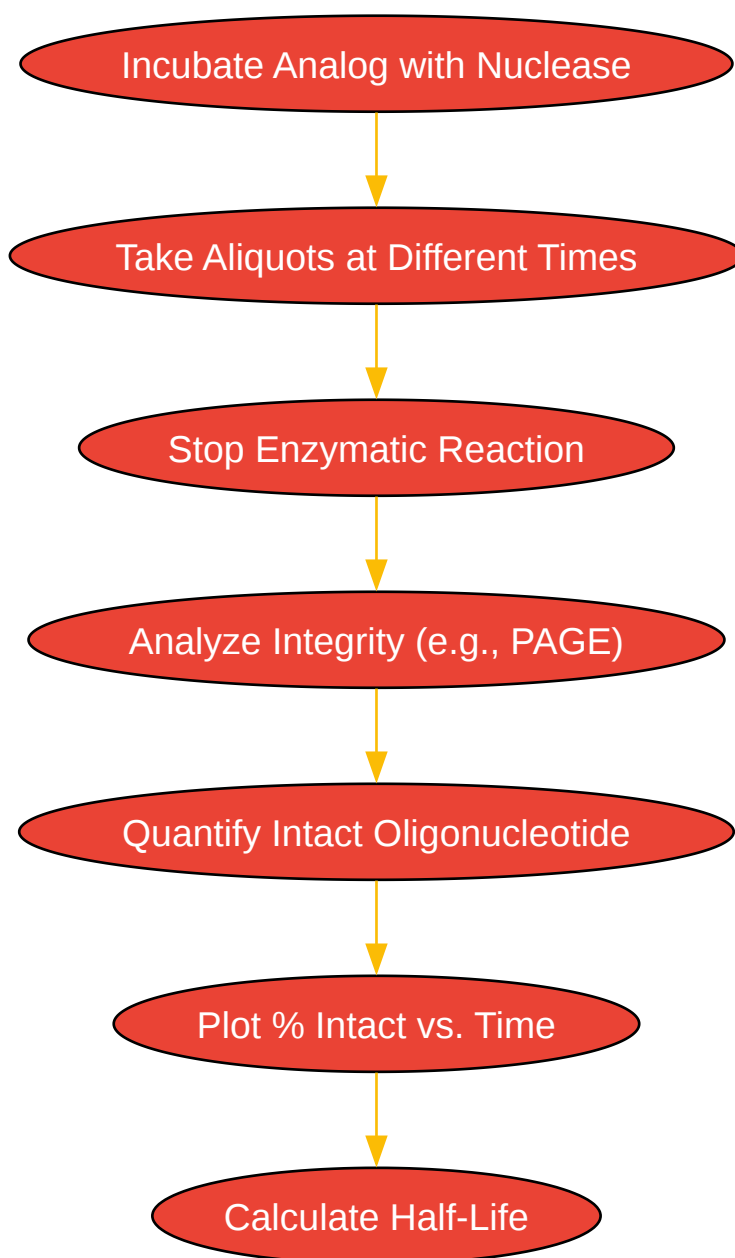 Incubate Analog with Nuclease
Take Aliquots at Different Times
Stop Enzymatic Reaction
Analyze Integrity (e.g., PAGE)
Quantify Intact Oligonucleotide
Plot % Intact vs. Time
Calculate Half-Life